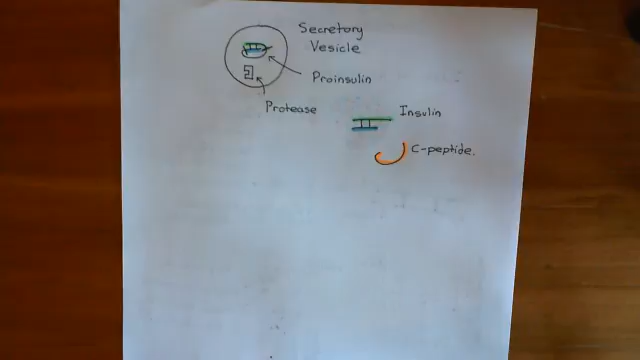 Secretory
Vesicle
Proinsulin
Protease
Insulin
C-peptide.